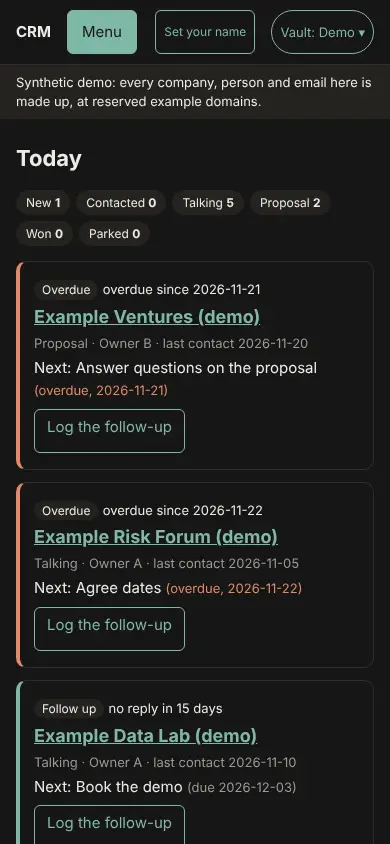 CRM Menu Set your name Vault: Demo ▾
Synthetic demo: every company, person and email here is
made up, at reserved example domains.
Today
New 1 Contacted 0 Talking 5 Proposal 2
Won 0 Parked 0
Overdue overdue since 2026-11-21
Example Ventures (demo)
Proposal · Owner B · last contact 2026-11-20
Next: Answer questions on the proposal
(overdue, 2026-11-21)
Log the follow-up
Overdue overdue since 2026-11-22
Example Risk Forum (demo)
Talking · Owner A · last contact 2026-11-05
Next: Agree dates (overdue, 2026-11-22)
Log the follow-up
Follow up no reply in 15 days
Example Data Lab (demo)
Talking · Owner A · last contact 2026-11-10
Next: Book the demo (due 2026-12-03)
Log the follow-up